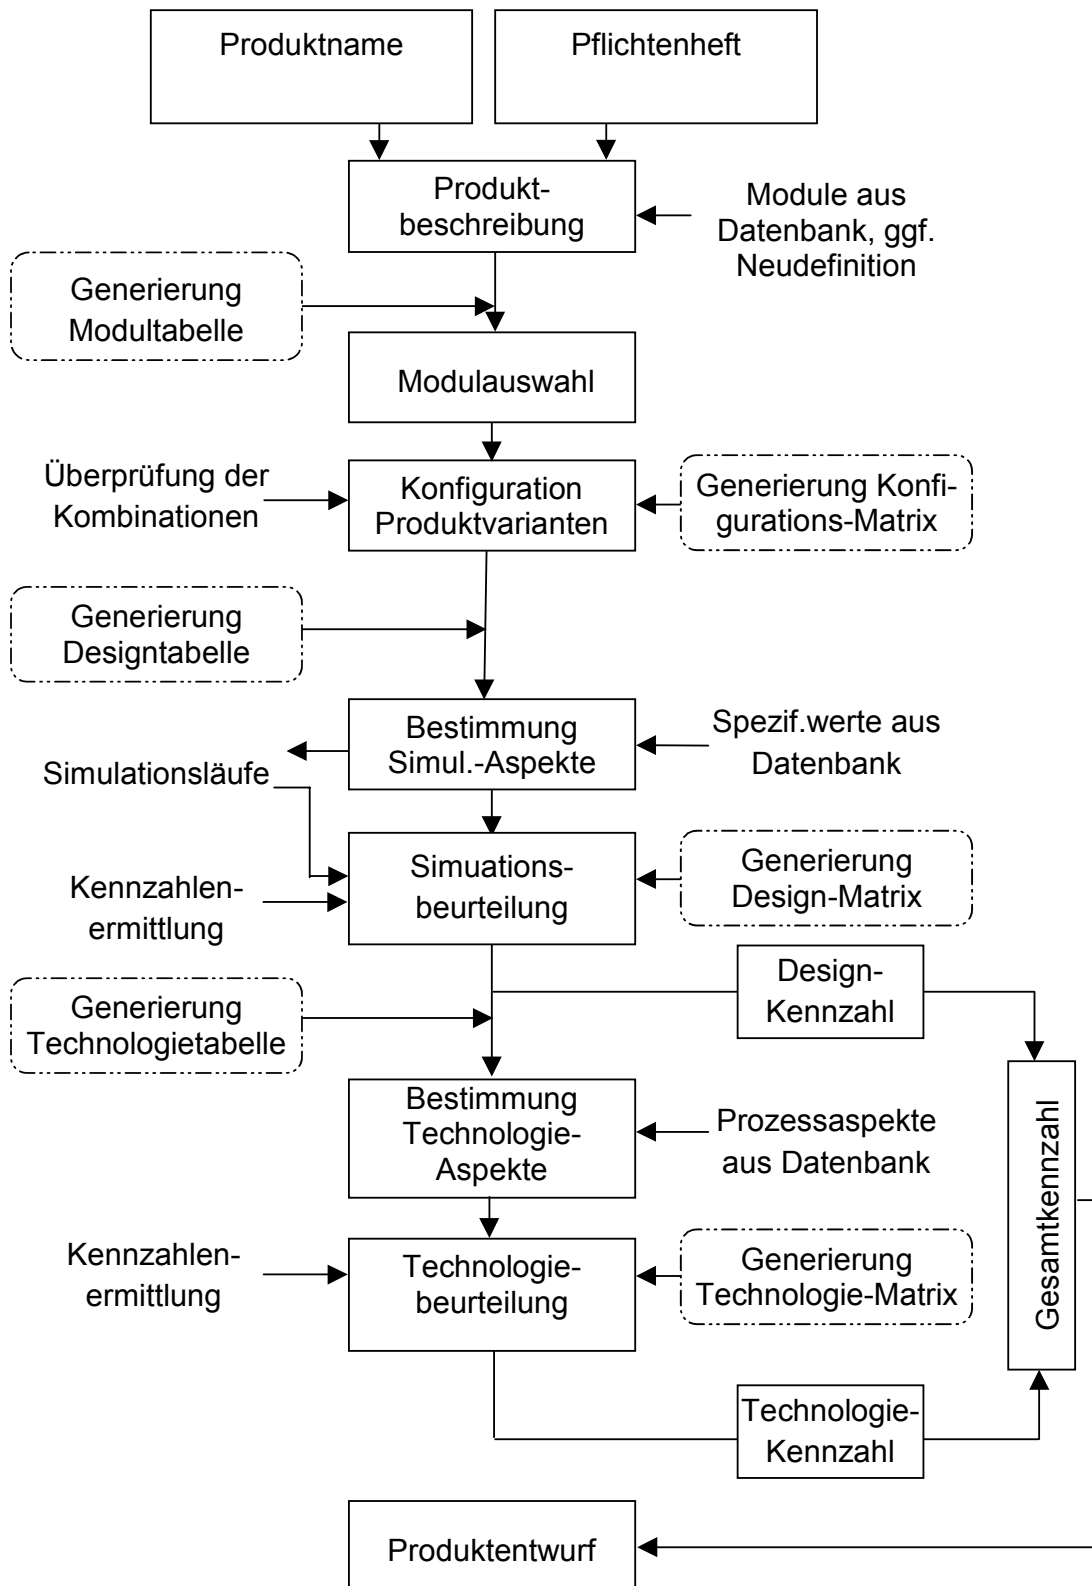 Produktname
Pflichtenheft
Produkt-
beschreibung
Module aus
Datenbank, ggf.
Neudefinition
Generierung
Modultabelle
Modulauswahl
Überprüfung der
Kombinationen
Konfiguration
Produktvarianten
Generierung Konfi-
gurations-Matrix
Generierung
Designtabelle
Bestimmung
Simul.-Aspekte
Spezif.werte aus
Datenbank
Simulationsläufe
Simuations-
beurteilung
Generierung
Design-Matrix
Kennzahlen-
ermittlung
Design-
Kennzahl
Generierung
Technologietabelle
Bestimmung
Technologie-
Aspekte
Prozessaspekte
aus Datenbank
Gesamtkennzahl
Kennzahlen-
ermittlung
Technologie-
beurteilung
Generierung
Technologie-Matrix
Technologie-
Kennzahl
Produktentwurf